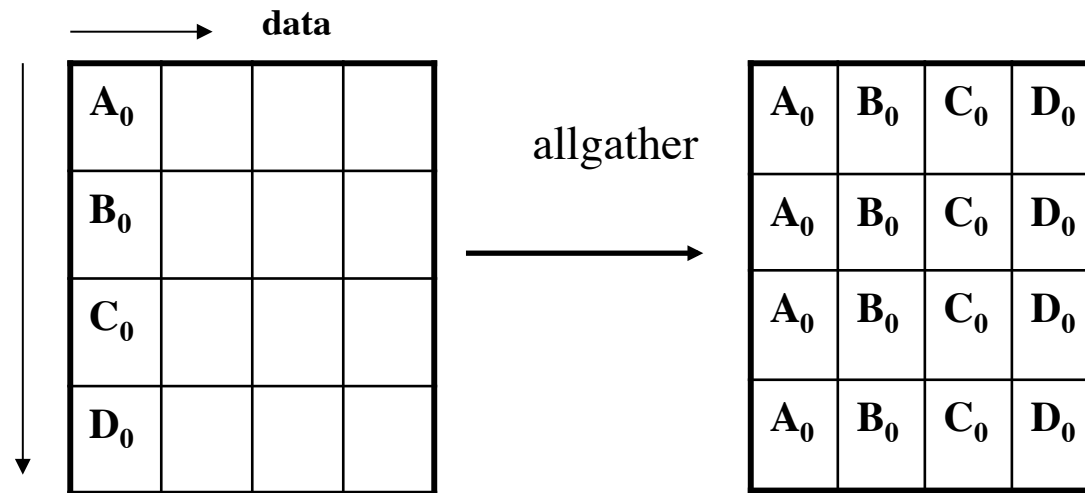 data
A₀
B₀
C₀
D₀
allgather
A₀ B₀ C₀ D₀
A₀ B₀ C₀ D₀
A₀ B₀ C₀ D₀
A₀ B₀ C₀ D₀